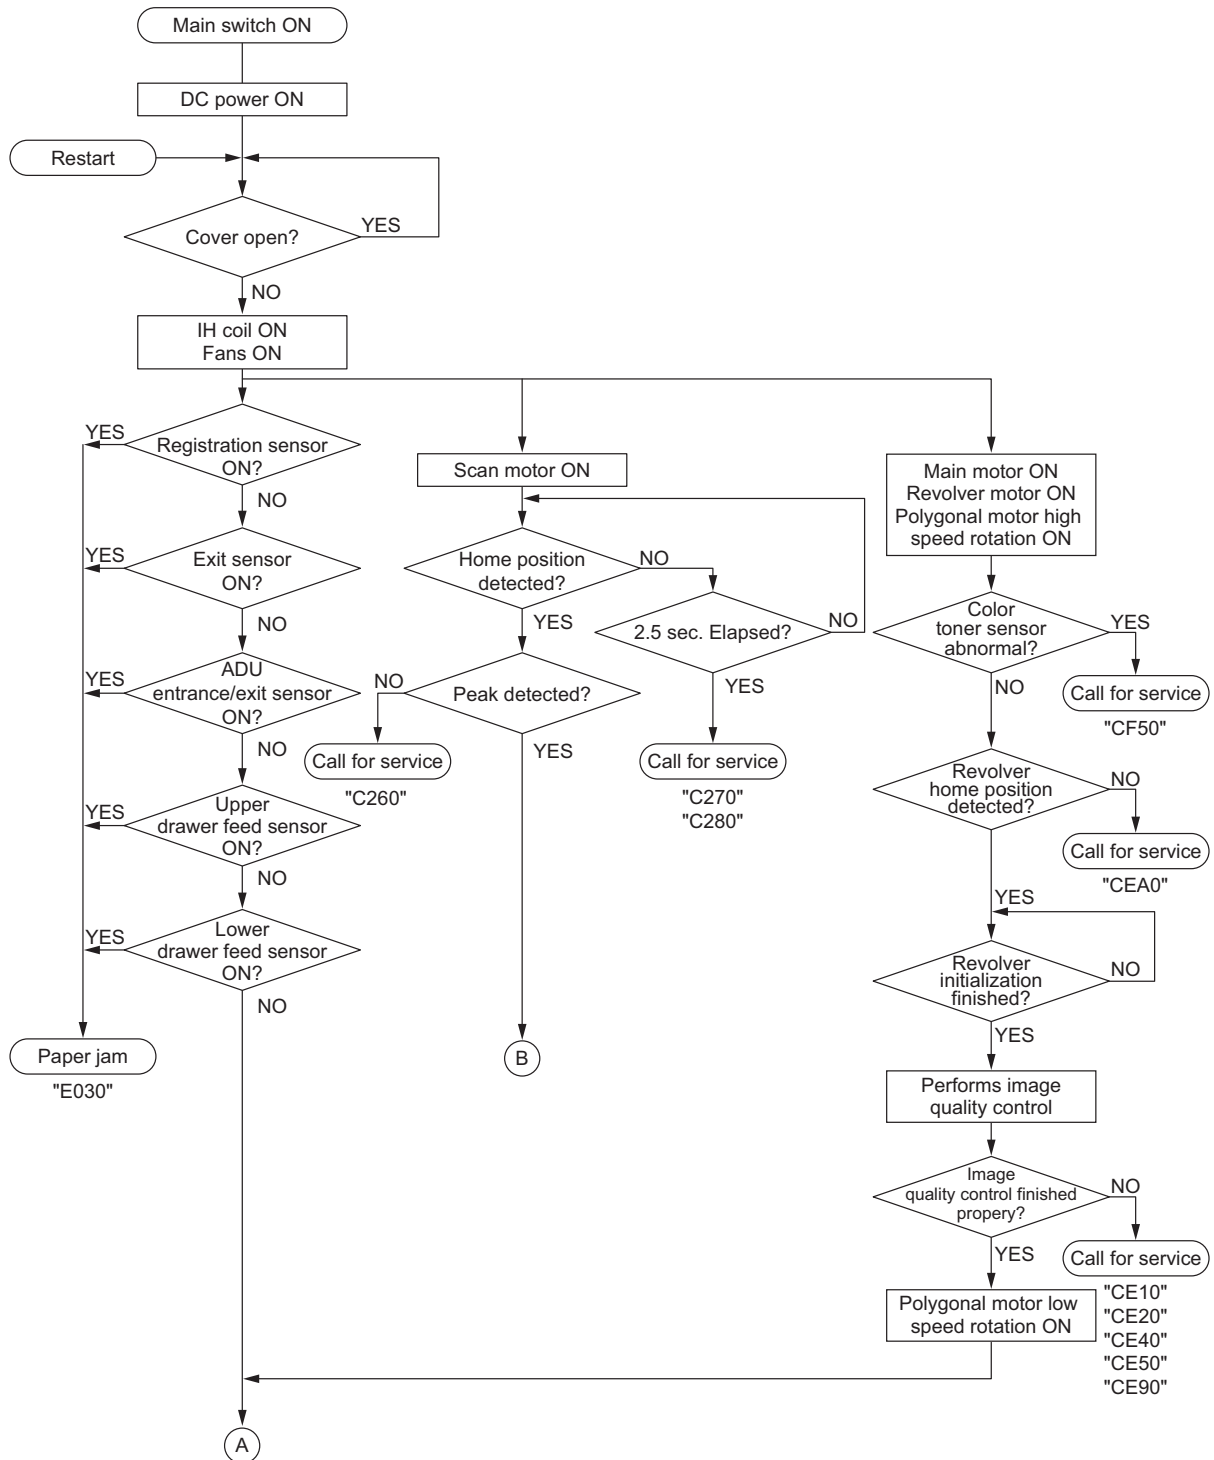 Main switch ON
DC power ON
Restart
Cover open?
YES
NO
IH coil ON
Fans ON
YES
Registration sensor
ON?
NO
YES
Exit sensor
ON?
NO
YES
ADU
entrance/exit sensor
ON?
NO
YES
Upper
drawer feed sensor
ON?
NO
YES
Lower
drawer feed sensor
ON?
NO
Paper jam
"E030"
A
Scan motor ON
Home position
detected?
NO
YES
2.5 sec. Elapsed?
NO
YES
Call for service
"C270"
"C280"
NO
Peak detected?
YES
Call for service
"C260"
B
Main motor ON
Revolver motor ON
Polygonal motor high
speed rotation ON
Color
toner sensor
abnormal?
YES
Call for service
"CF50"
NO
Revolver
home position
detected?
NO
Call for service
"CEA0"
YES
Revolver
initialization
finished?
NO
YES
Performs image
quality control
Image
quality control finished
propery?
NO
YES
Call for service
"CE10"
"CE20"
"CE40"
"CE50"
"CE90"
Polygonal motor low
speed rotation ON